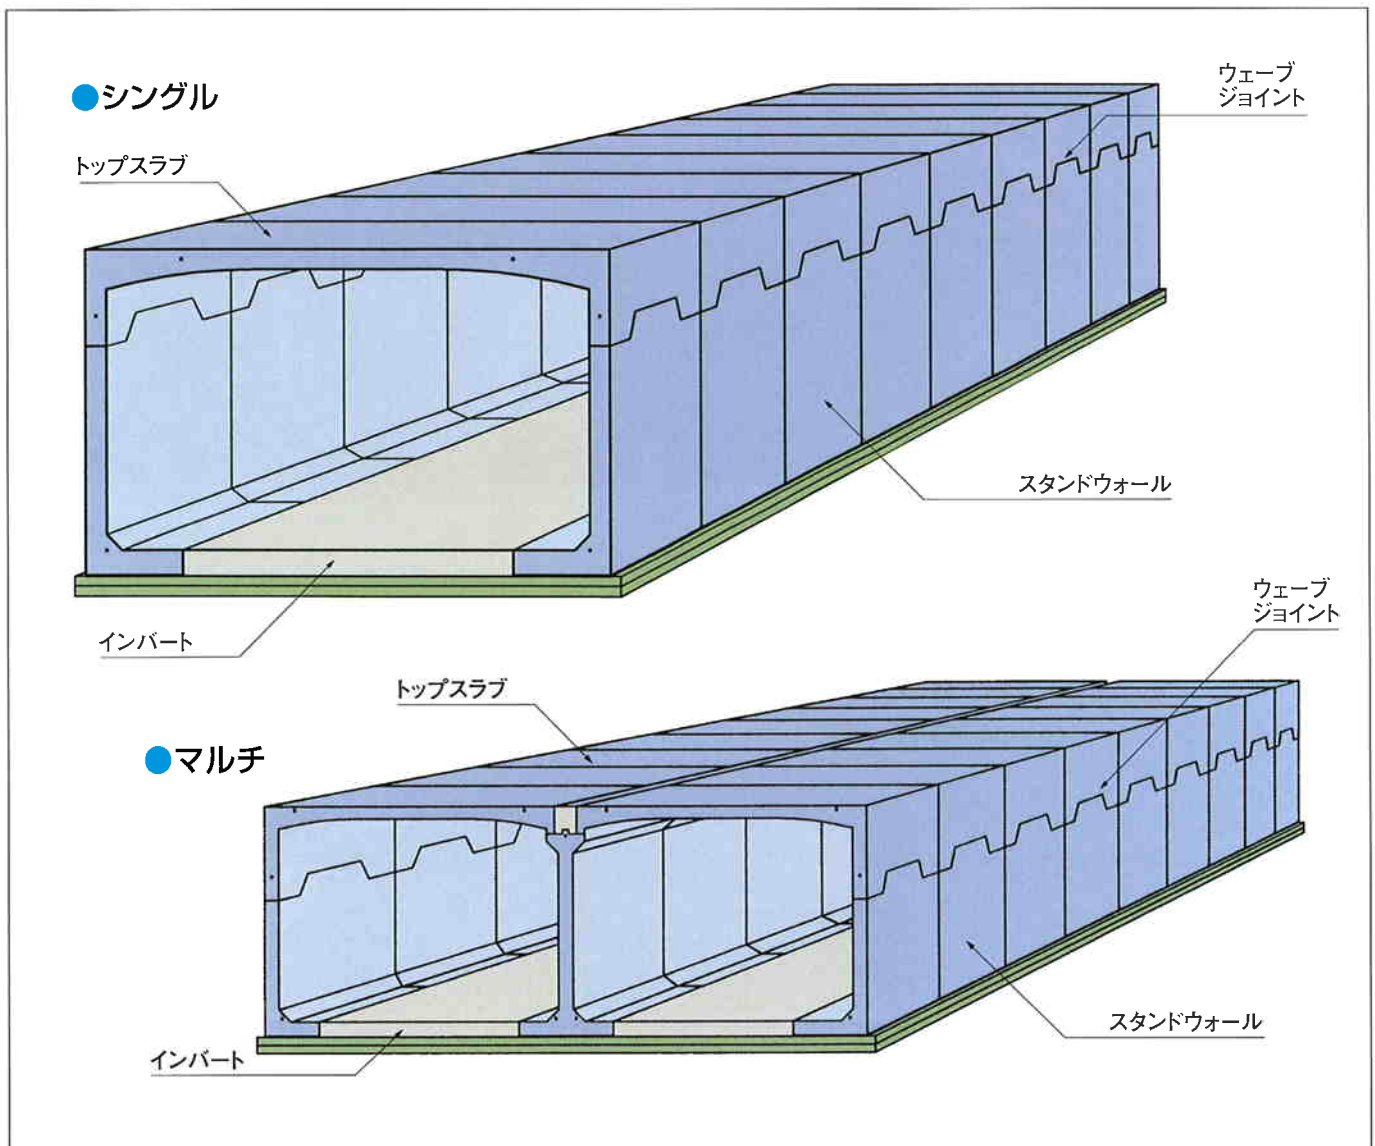 ●シングル
ウェーブ
ジョイント
トップスラブ
スタンドウォール
インバート
ウェーブ
ジョイント
トップスラブ
●マルチ
スタンドウォール
インバート